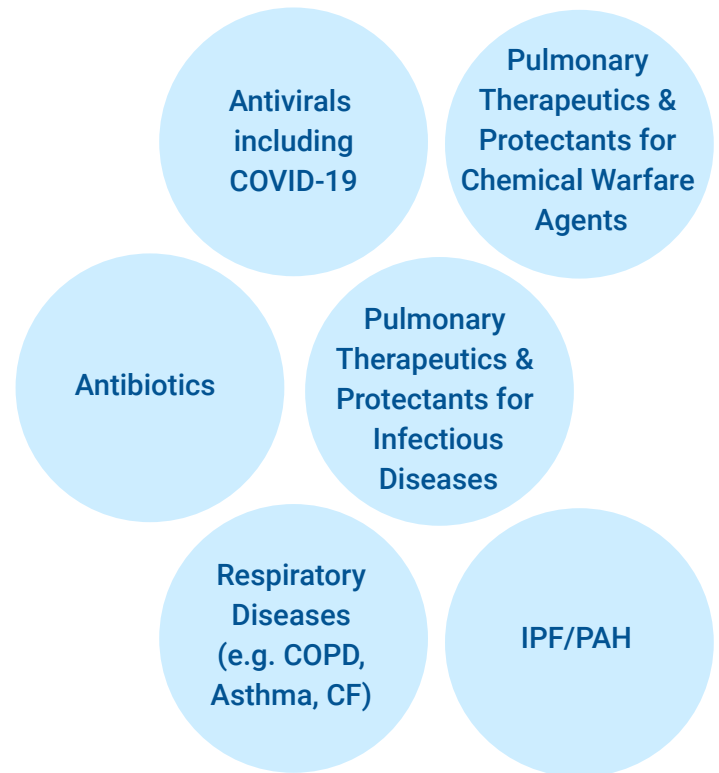 Antivirals
including
COVID-19
Pulmonary
Therapeutics &
Protectants for
Chemical Warfare
Agents
Antibiotics
Pulmonary
Therapeutics &
Protectants for
Infectious
Diseases
Respiratory
Diseases
(e.g. COPD,
Asthma, CF)
IPF/PAH